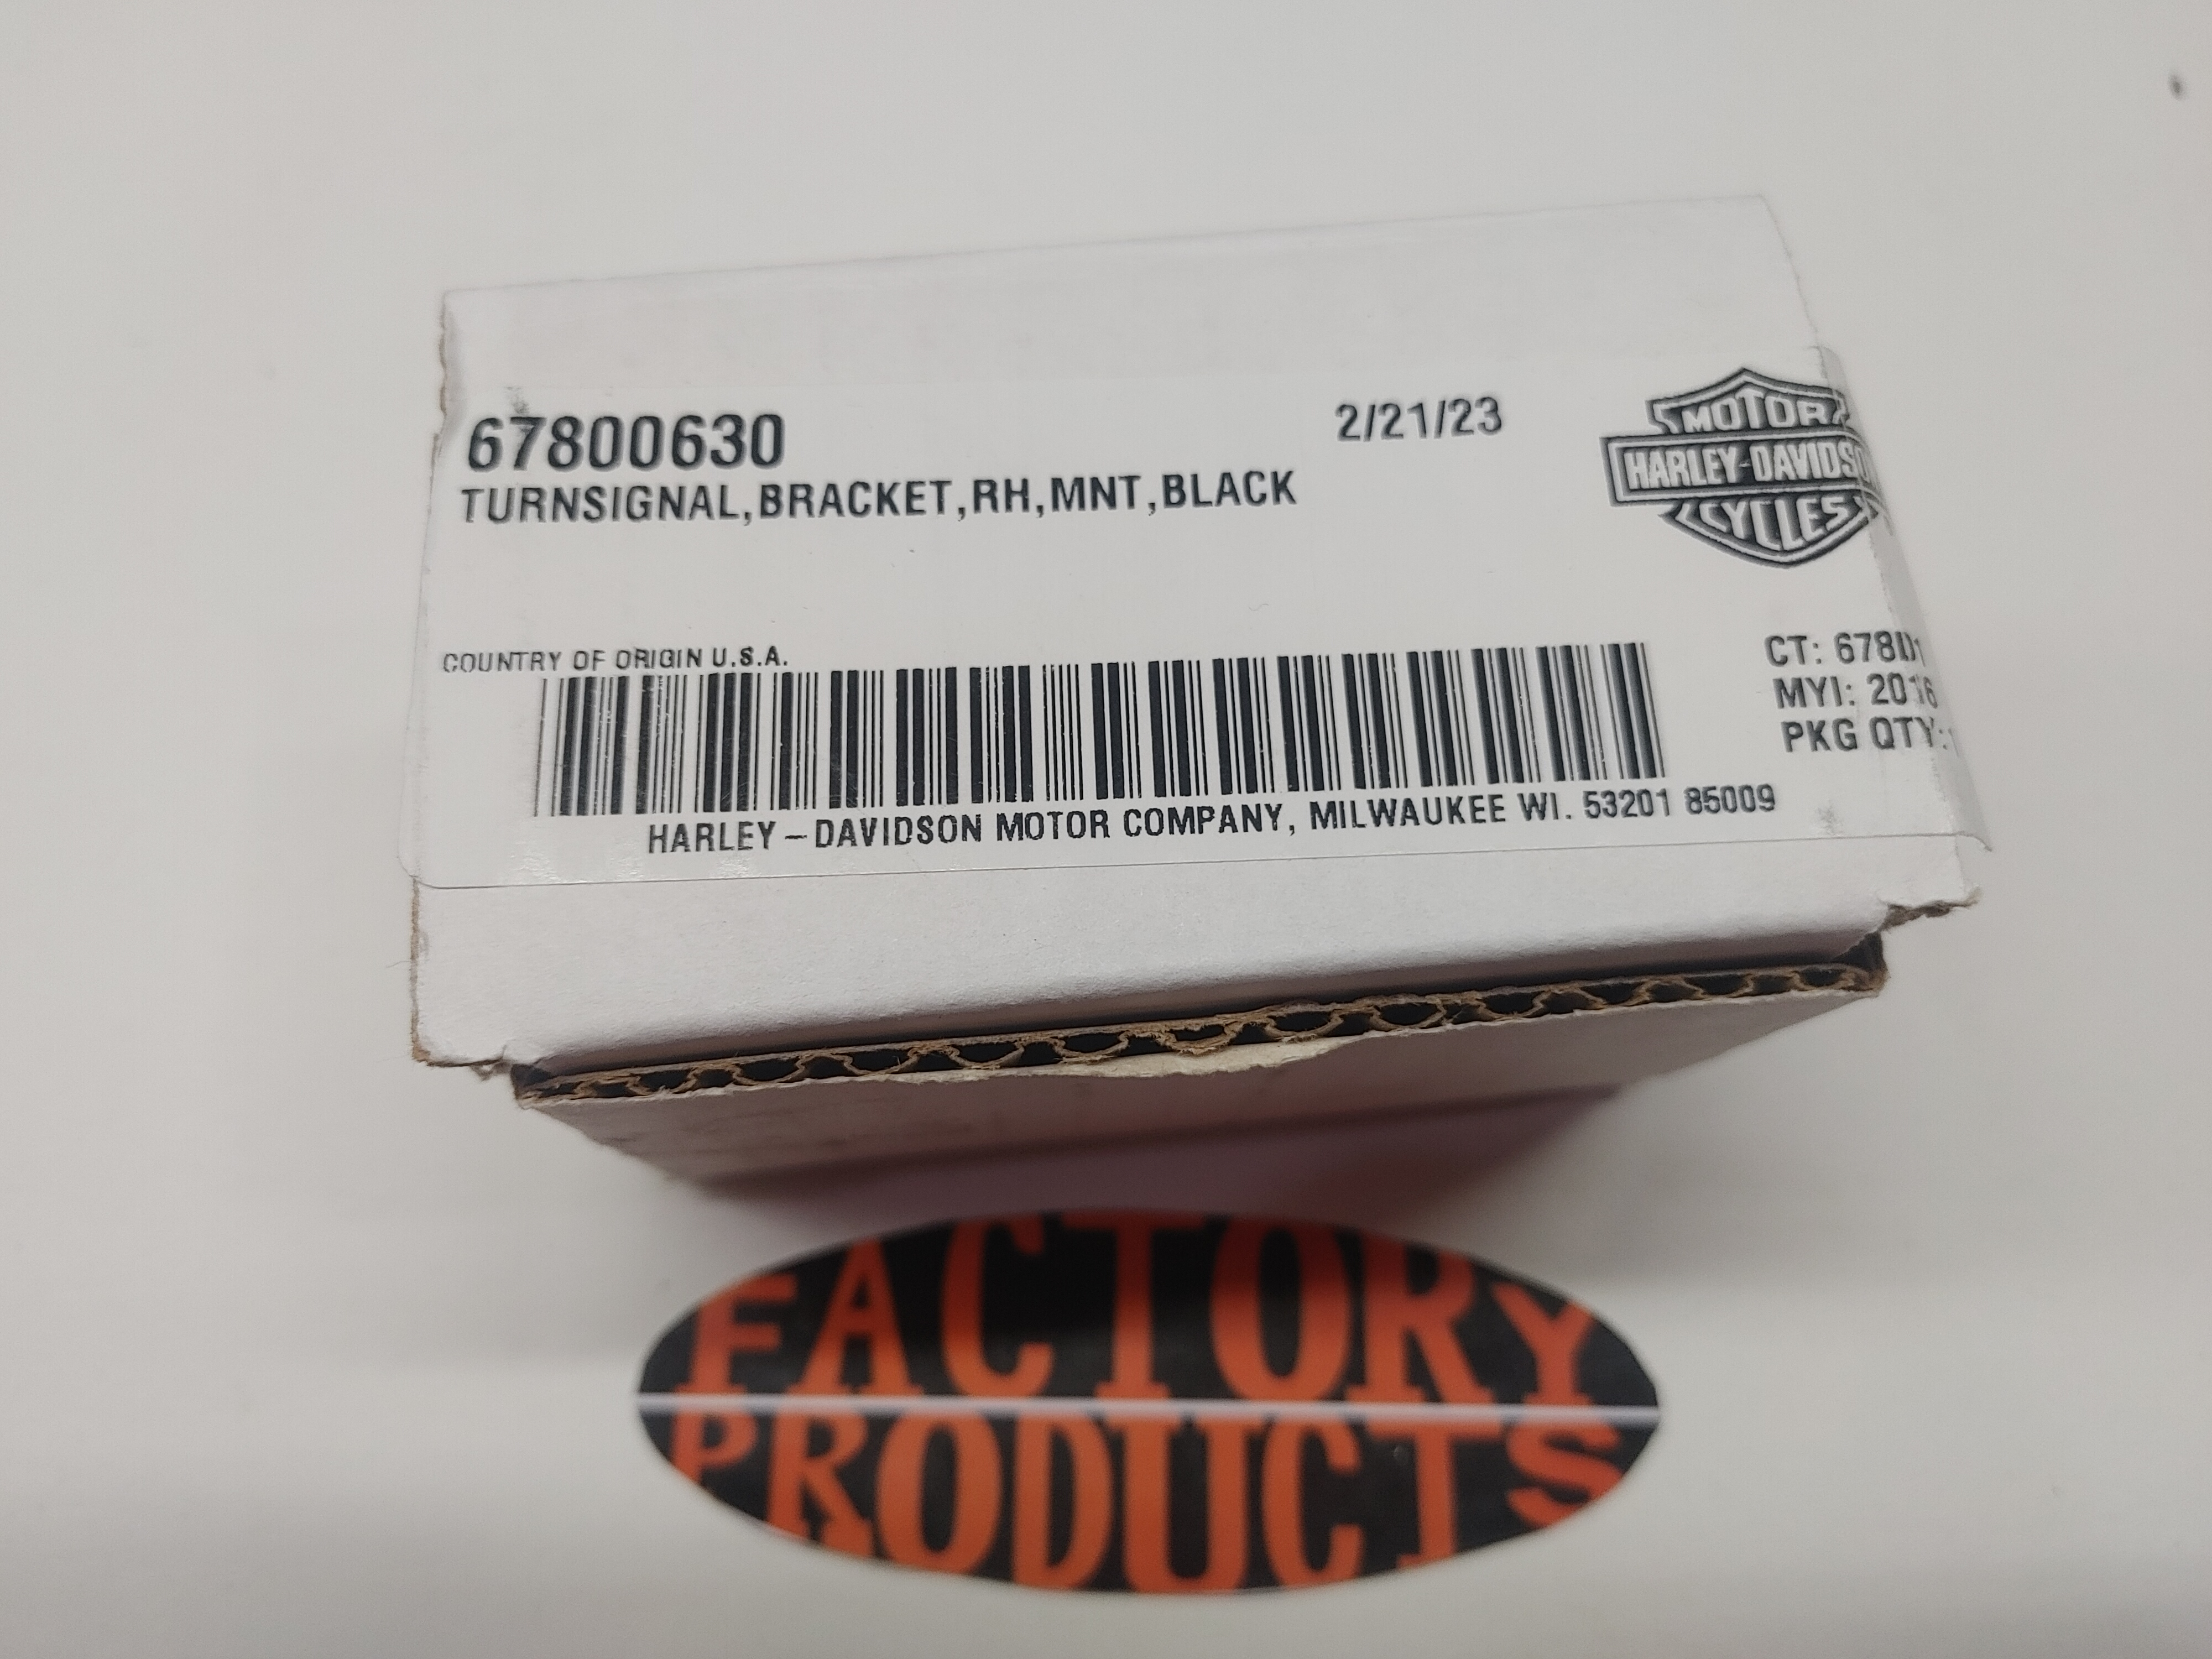 67800630
2/21/23
TURNSIGNAL,BRACKET,RH,MNT,BLACK
MOTOR
HARLEY-DAVIDSON
CYCLES
COUNTRY OF ORIGIN U.S.A.
CT:
MYI: 2016
PKG QTY:
HARLEY–DAVIDSON MOTOR COMPANY, MILWAUKEE WI. 53201 85009
FACTORY
PRODUCTS